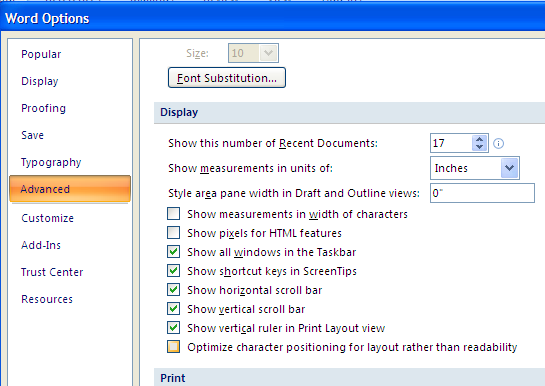 Word Options
Popular
Display
Proofing
Save
Typography
Advanced
Customize
Add-Ins
Trust Center
Resources
Size: 10
Font Substitution...
Display
Show this number of Recent Documents: 17
Show measurements in units of: Inches
Style area pane width in Draft and Outline views: 0"
Show measurements in width of characters
Show pixels for HTML features
Show all windows in the Taskbar
Show shortcut keys in ScreenTips
Show horizontal scroll bar
Show vertical scroll bar
Show vertical ruler in Print Layout view
Optimize character positioning for layout rather than readability
Print